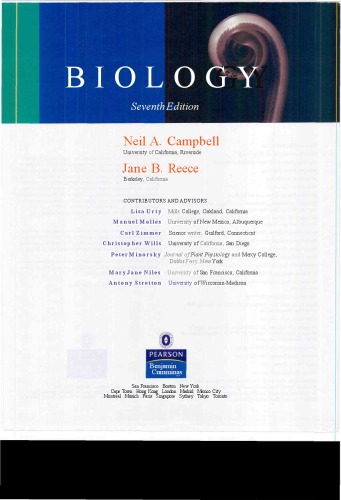 BIOLOGY
Seventh Edition
Neil A. Campbell
University of California, Riverside
Jane B. Reece
Berkeley, California
CONTRIBUTORS AND ADVISORS
Lisa Urry Mills College, Oakland, California
Manuel Molles University of New Mexico, Albuquerque
Carl Zimmer Science writer, Guilford, Connecticut
Christopher Wills University of California, San Diego
Peter Minorsky Journal of Plant Physiology and Mercy College,
Dobbs Ferry, New York
Mary Jane Niles University of San Francisco, California
Antony Stretton University of Wisconsin-Madison
PEARSON
Benjamin
Cummings
San Francisco Boston New York
Cape Town Hong Kong London Madrid Mexico City
Montreal Munich Paris Singapore Sydney Tokyo Toronto